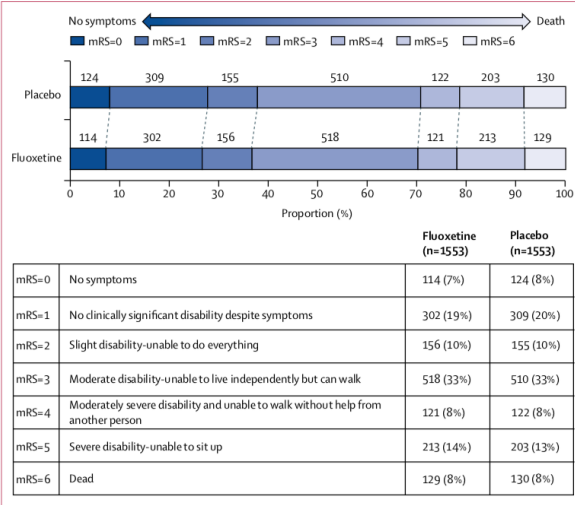 No symptoms Death
mRS=0 mRS=1 mRS=2 mRS=3 mRS=4 mRS=5 mRS=6
124 309 155 510 122 203 130
Placebo
114 302 156 518 121 213 129
Fluoxetine
0 10 20 30 40 50 60 70 80 90 100
Proportion (%)
Fluoxetine Placebo
(n=1553) (n=1553)
mRS=0 No symptoms 114 (7%) 124 (8%)
mRS=1 No clinically significant disability despite symptoms 302 (19%) 309 (20%)
mRS=2 Slight disability-unable to do everything 156 (10%) 155 (10%)
mRS=3 Moderate disability-unable to live independently but can walk 518 (33%) 510 (33%)
mRS=4 Moderately severe disability and unable to walk without help from 121 (8%) 122 (8%)
another person
mRS=5 Severe disability-unable to sit up 213 (14%) 203 (13%)
mRS=6 Dead 129 (8%) 130 (8%)